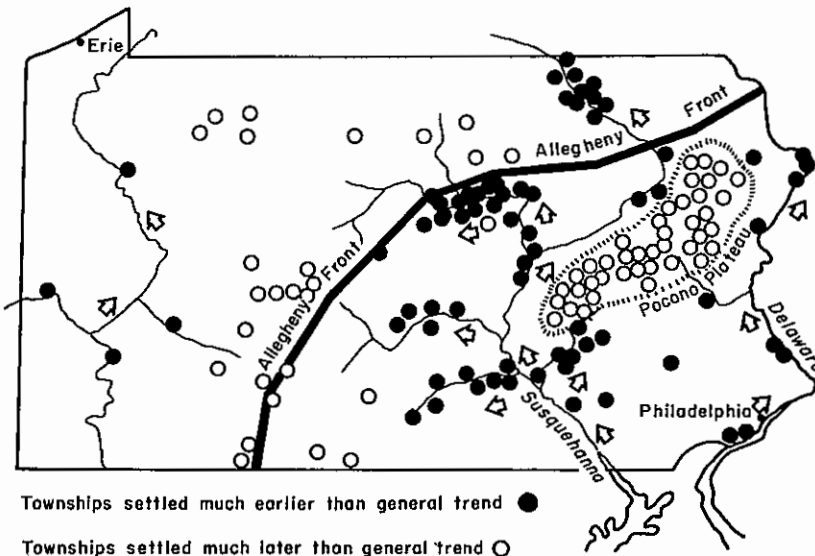 Erie
Allegheny Front
Allegheny Front
Pocono Plateau
Delaware
Philadelphia
Susquehanna
Townships settled much earlier than general trend
Townships settled much later than general trend